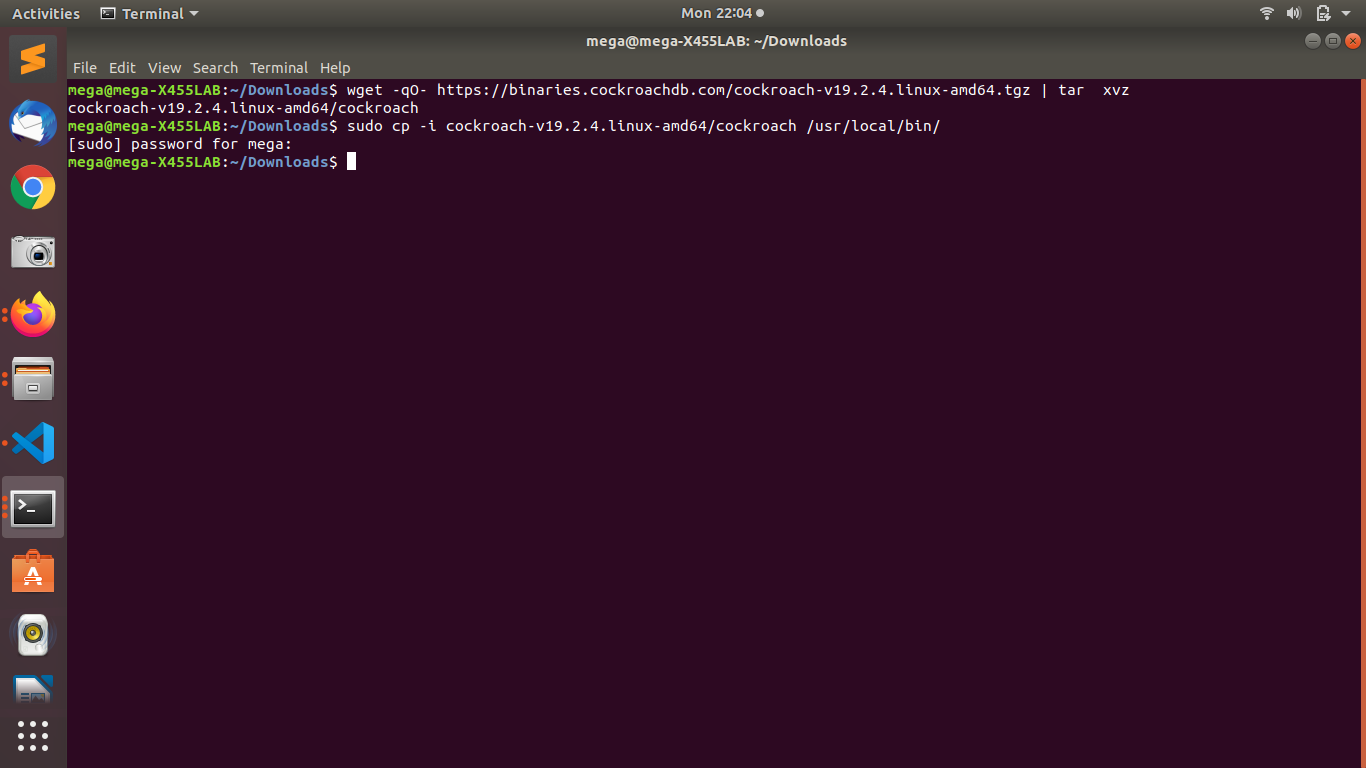 Activities Terminal Mon 22:04
mega@mega-X455LAB: ~/Downloads
File Edit View Search Terminal Help
mega@mega-X455LAB:~/Downloads$ wget -qO- https://binaries.cockroachdb.com/cockroach-v19.2.4.linux-amd64.tgz | tar  xvz
cockroach-v19.2.4.linux-amd64/cockroach
mega@mega-X455LAB:~/Downloads$ sudo cp -i cockroach-v19.2.4.linux-amd64/cockroach /usr/local/bin/
[sudo] password for mega:
mega@mega-X455LAB:~/Downloads$